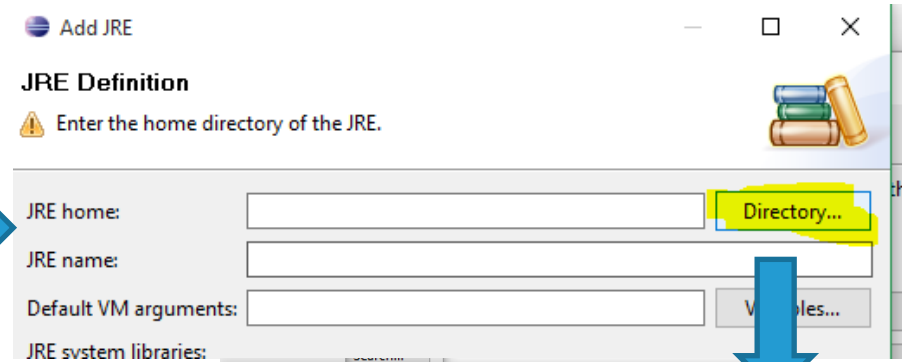 Add JRE
JRE Definition
Enter the home directory of the JRE.
JRE home:
Directory...
JRE name:
Default VM arguments:
JRE system libraries: